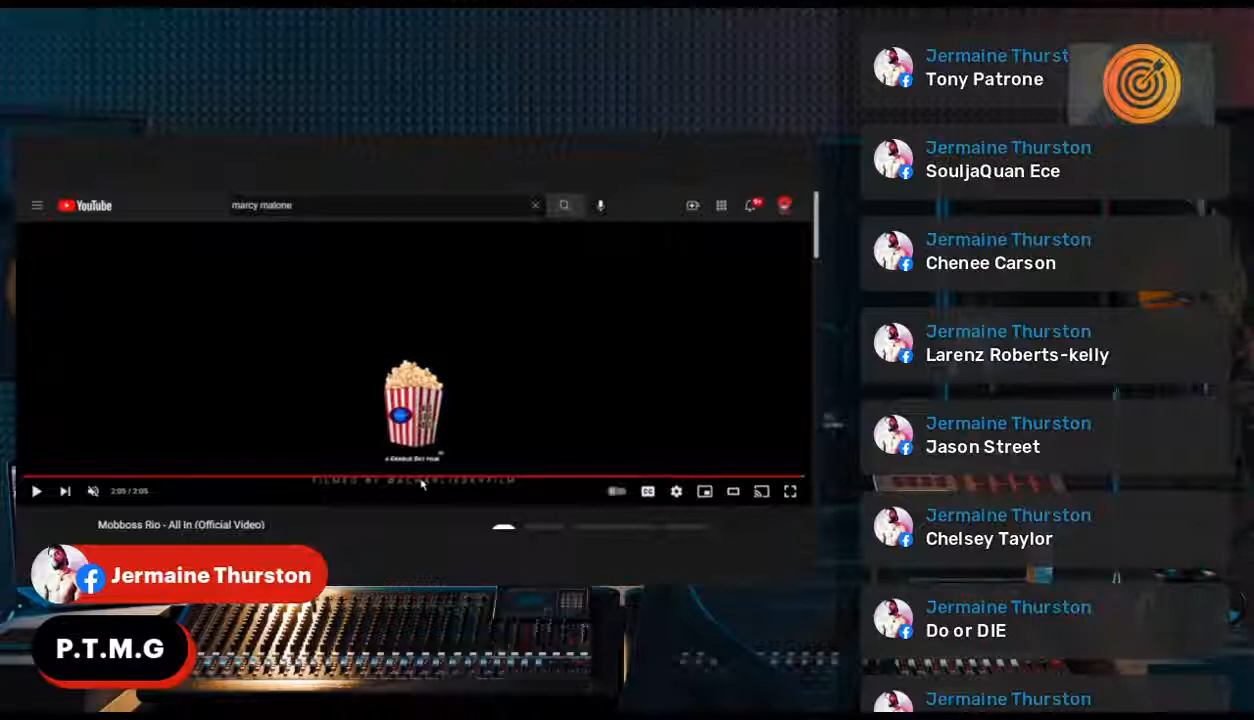 YouTube
marcy malone
9+
2:05 / 2:05
CC
Mobboss Rio - All In (Official Video)
Jermaine Thurston
P.T.M.G
Jermaine Thurst
Tony Patrone
Jermaine Thurston
SouljaQuan Ece
Jermaine Thurston
Chenee Carson
Jermaine Thurston
Larenz Roberts-kelly
Jermaine Thurston
Jason Street
Jermaine Thurston
Chelsey Taylor
Jermaine Thurston
Do or DIE
Jermaine Thurston